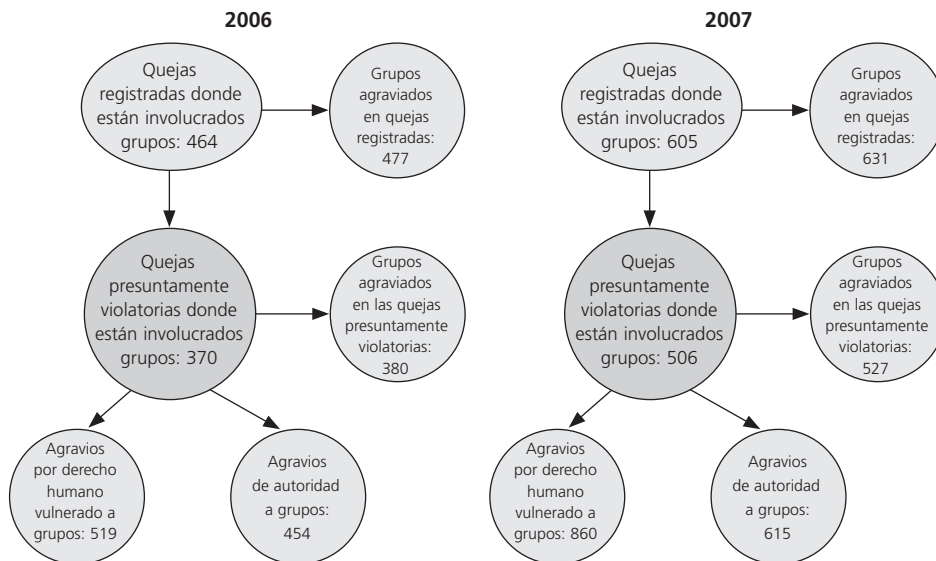 2006
Quejas
registradas donde
están involucrados
grupos: 464
Grupos
agraviados
en quejas
registradas:
477
Quejas
presuntamente
violatorias donde
están involucrados
grupos: 370
Grupos
agraviados
en las quejas
presuntamente
violatorias:
380
Agravios
por derecho
humano
vulnerado a
grupos: 519
Agravios
de autoridad
a grupos:
454
2007
Quejas
registradas donde
están involucrados
grupos: 605
Grupos
agraviados
en quejas
registradas:
631
Quejas
presuntamente
violatorias donde
están involucrados
grupos: 506
Grupos
agraviados
en las quejas
presuntamente
violatorias:
527
Agravios
por derecho
humano
vulnerado a
grupos: 860
Agravios
de autoridad
a grupos:
615